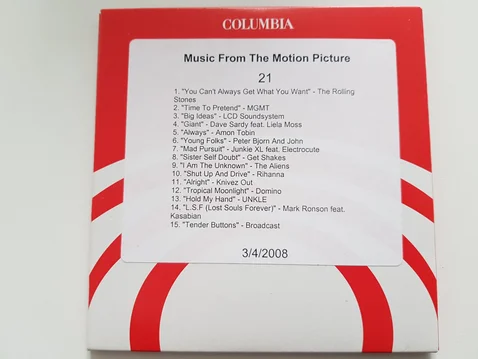 COLUMBIA
Music From The Motion Picture
21
1. "You Can't Always Get What You Want" - The Rolling
Stones
2. "Time To Pretend" - MGMT
3. "Big Ideas" - LCD Soundsystem
4. "Giant" - Dave Sardy feat. Liela Moss
5. "Always" - Amon Tobin
6. "Young Folks" - Peter Bjorn And John
7. "Mad Pursuit" - Junkie XL feat. Electrocute
8. "Sister Self Doubt" - Get Shakes
9. "I Am The Unknown" - The Aliens
10. "Shut Up And Drive" - Rihanna
11. "Alright" - Knivez Out
12. "Tropical Moonlight" - Domino
13. "Hold My Hand" - UNKLE
14. "L.S.F (Lost Souls Forever)" - Mark Ronson feat.
Kasabian
15. "Tender Buttons" - Broadcast
3/4/2008